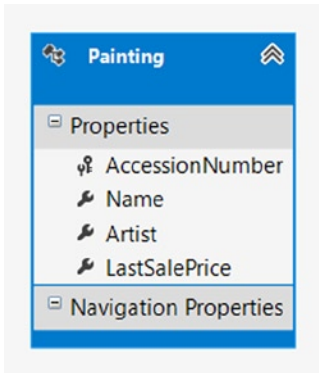 Painting
Properties
AccessionNumber
Name
Artist
LastSalePrice
Navigation Properties